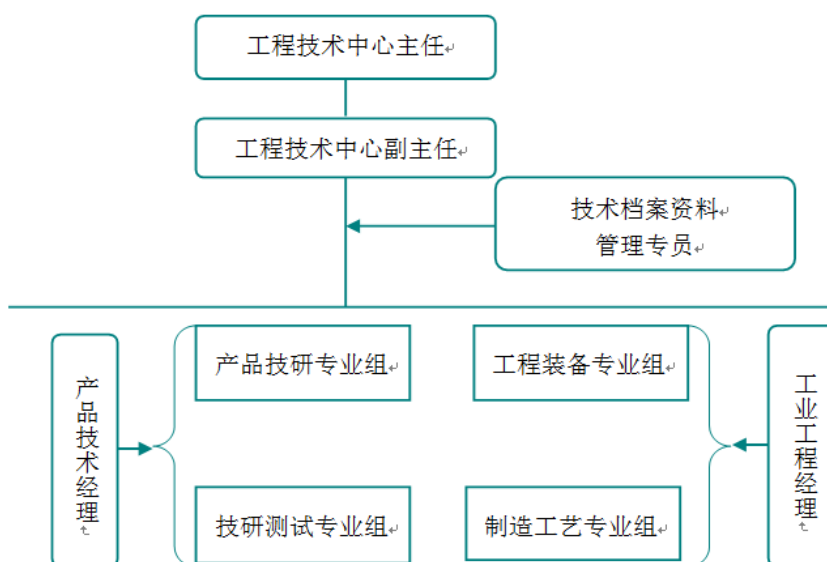 工程技术中心主任
工程技术中心副主任
技术档案资料
管理专员
产品技研专业组
工程装备专业组
产品技术经理
工业工程经理
技研测试专业组
制造工艺专业组